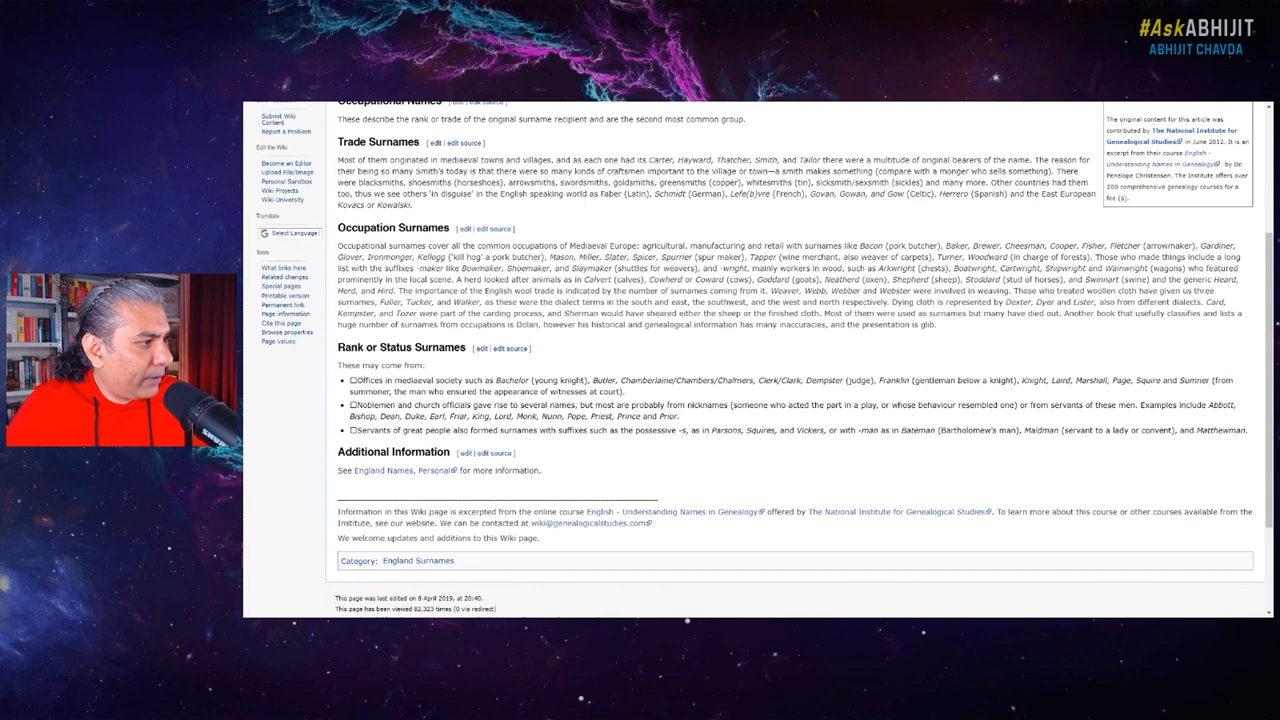 #AskABHIJIT
ABHIJIT CHAVDA
Submit Wiki
Content
Report a Problem
Edit the Wiki
Become an Editor
Upload File/Image
Personal Sandbox
Wiki Projects
Wiki University
Translate
Select Language
Tools
What links here
Related changes
Special pages
Printable version
Permanent link
Page information
Cite this page
Browse properties
Page values
Occupational Names [edit | edit source]
These describe the rank or trade of the original surname recipient and are the second most common group.
Trade Surnames [ edit | edit source ]
Most of them originated in mediaeval towns and villages, and as each one had its Carter, Hayward, Thatcher, Smith, and Tailor there were a multitude of original bearers of the name. The reason for
their being so many Smith's today is that there were so many kinds of craftsmen important to the village or town—a smith makes something (compare with a monger who sells something). There
were blacksmiths, shoesmiths (horseshoes), arrowsmiths, swordsmiths, goldsmiths, greensmiths (copper), whitesmiths (tin), sicksmith/sexsmith (sickles) and many more. Other countries had them
too, thus we see others 'in disguise' in the English speaking world as Faber (Latin), Schmidt (German), Lefe(b)vre (French), Govan, Gowan, and Gow (Celtic), Herrero (Spanish) and the East European
Kovacs or Kowalski.
The original content for this article was
contributed by The National Institute for
Genealogical Studies in June 2012. It is an
excerpt from their course English -
Understanding Names in Genealogy by Dr.
Penelope Christensen. The Institute offers over
200 comprehensive genealogy courses for a
fee ($).
Occupation Surnames [ edit | edit source ]
Occupational surnames cover all the common occupations of Mediaeval Europe: agricultural, manufacturing and retail with surnames like Bacon (pork butcher), Baker, Brewer, Cheesman, Cooper, Fisher, Fletcher (arrowmaker), Gardiner,
Glover, Ironmonger, Kellogg ('kill hog' a pork butcher), Mason, Miller, Slater, Spicer, Spurrier (spur maker), Tapper (wine merchant, also weaver of carpets), Turner, Woodward (in charge of forests). Those who made things include a long
list with the suffixes -maker like Bowmaker, Shoemaker, and Slaymaker (shuttles for weavers), and -wright, mainly workers in wood, such as Arkwright (chests), Boatwright, Cartwright, Shipwright and Wainwright (wagons) who featured
prominently in the local scene. A herd looked after animals as in Calvert (calves), Cowherd or Coward (cows), Goddard (goats), Neatherd (oxen), Shepherd (sheep), Stoddard (stud of horses), and Swinnart (swine) and the generic Heard,
Herd, and Hird. The importance of the English wool trade is indicated by the number of surnames coming from it. Weaver, Webb, Webber and Webster were involved in weaving. Those who treated woollen cloth have given us three
surnames, Fuller, Tucker, and Walker, as these were the dialect terms in the south and east, the southwest, and the west and north respectively. Dying cloth is represented by Dexter, Dyer and Lister, also from different dialects. Card,
Kempster, and Tozer were part of the carding process, and Sherman would have sheared either the sheep or the finished cloth. Most of them were used as surnames but many have died out. Another book that usefully classifies and lists a
huge number of surnames from occupations is Dolan, however his historical and genealogical information has many inaccuracies, and the presentation is glib.
Rank or Status Surnames [ edit | edit source ]
These may come from:
• □Offices in mediaeval society such as Bachelor (young knight), Butler, Chamberlaine/Chambers/Chalmers, Clerk/Clark, Dempster (judge), Franklin (gentleman below a knight), Knight, Laird, Marshall, Page, Squire and Sumner (from
summoner, the man who ensured the appearance of witnesses at court).
• □Noblemen and church officials gave rise to several names, but most are probably from nicknames (someone who acted the part in a play, or whose behaviour resembled one) or from servants of these men. Examples include Abbott,
Bishop, Dean, Duke, Earl, Friar, King, Lord, Monk, Nunn, Pope, Priest, Prince and Prior.
• □Servants of great people also formed surnames with suffixes such as the possessive -s, as in Parsons, Squires, and Vickers, or with -man as in Bateman (Bartholomew's man), Maidman (servant to a lady or convent), and Matthewman.
Additional Information [ edit | edit source ]
See England Names, Personal for more information.
Information in this Wiki page is excerpted from the online course English - Understanding Names in Genealogy offered by The National Institute for Genealogical Studies. To learn more about this course or other courses available from the
Institute, see our website. We can be contacted at wiki@genealogicalstudies.com
We welcome updates and additions to this Wiki page.
Category: England Surnames
This page was last edited on 8 April 2019, at 20:40.
This page has been viewed 82,323 times (0 via redirect)
SHURE